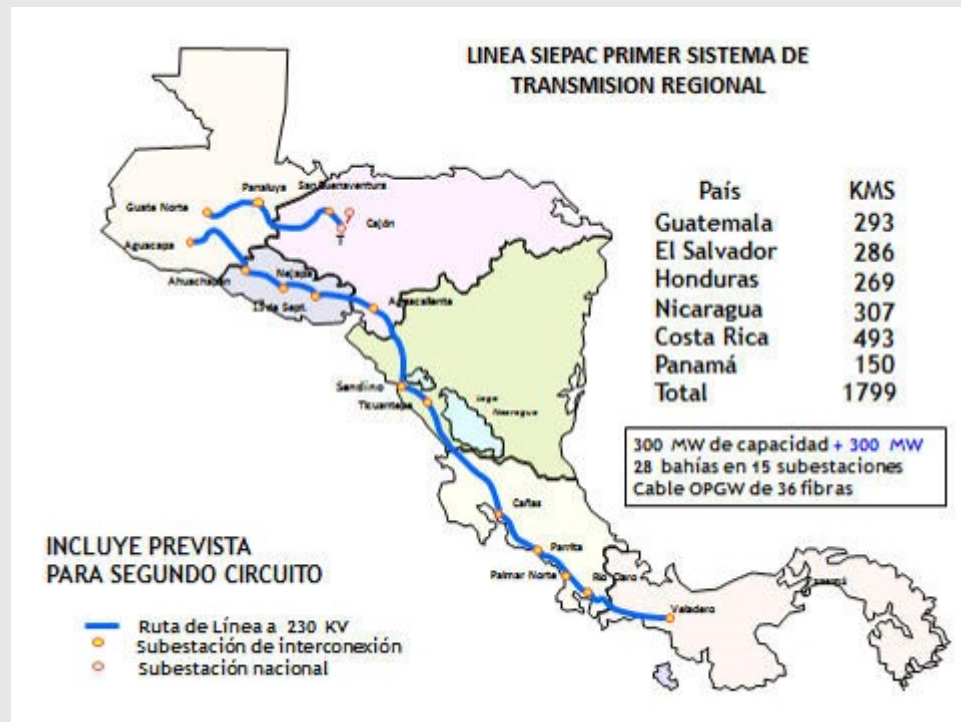 LINEA SIEPAC PRIMER SISTEMA DE
TRANSMISION REGIONAL
País KMS
Guatemala 293
El Salvador 286
Honduras 269
Nicaragua 307
Costa Rica 493
Panamá 150
Total 1799
300 MW de capacidad + 300 MW
28 bahías en 15 subestaciones
Cable OPGW de 36 fibras
San Buenaventura
Panaluya
Guate Norte
Cajón
T
Aguacapa
Ahuachapán
Nejapa
15 de Sept.
Aguacaliente
Sandino
Ticuantepe
Lago
Nicaragua
Cañas
Parrita
Palmar Norte
Rio Claro
Panamá
Veladero
INCLUYE PREVISTA
PARA SEGUNDO CIRCUITO
Ruta de Línea a 230 KV
Subestación de interconexión
Subestación nacional